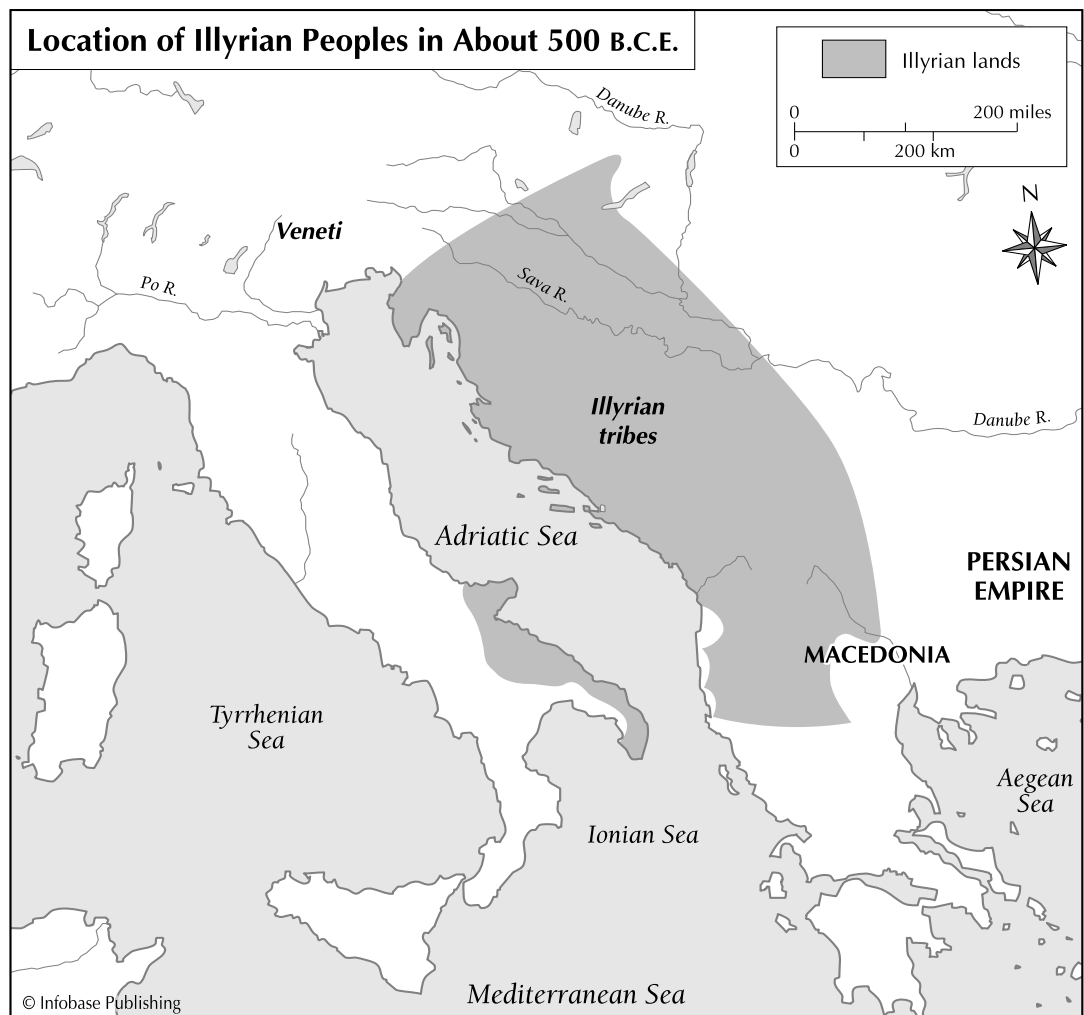 Location of Illyrian Peoples in About 500 B.C.E.
Illyrian lands
0 200 miles
0 200 km
N
Danube R.
Veneti
Po R.
Sava R.
Illyrian
tribes
Danube R.
Adriatic Sea
PERSIAN
EMPIRE
MACEDONIA
Tyrrhenian
Sea
Aegean
Sea
Ionian Sea
Mediterranean Sea
© Infobase Publishing